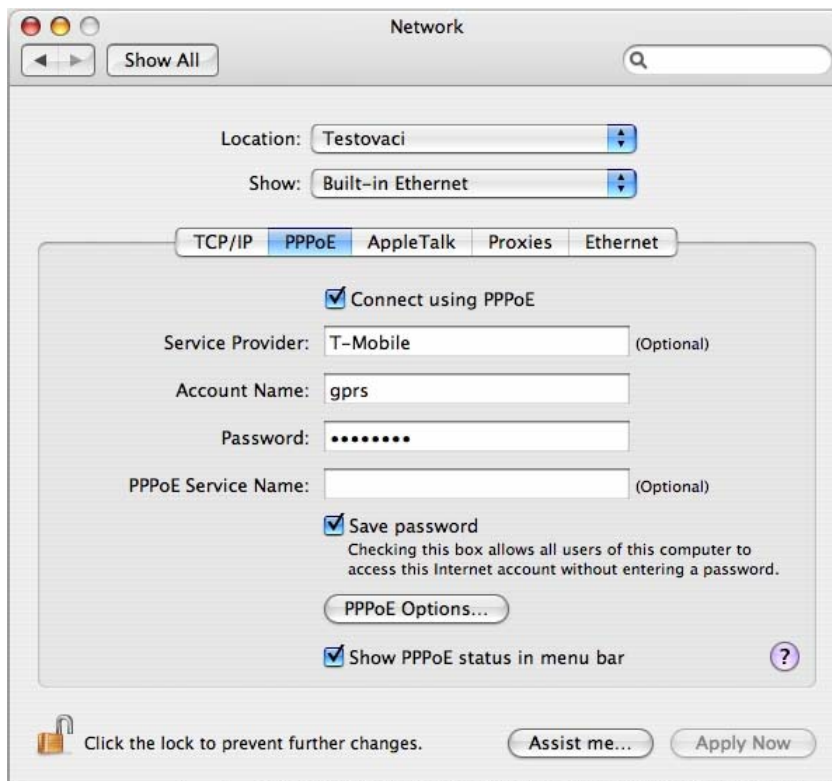 Network
Show All
Location: Testovaci
Show: Built-in Ethernet
TCP/IP PPPoE AppleTalk Proxies Ethernet
Connect using PPPoE
Service Provider: T-Mobile (Optional)
Account Name: gprs
Password: ••••••••
PPPoE Service Name: (Optional)
Save password
Checking this box allows all users of this computer to
access this Internet account without entering a password.
PPPoE Options...
Show PPPoE status in menu bar ?
Click the lock to prevent further changes. Assist me... Apply Now